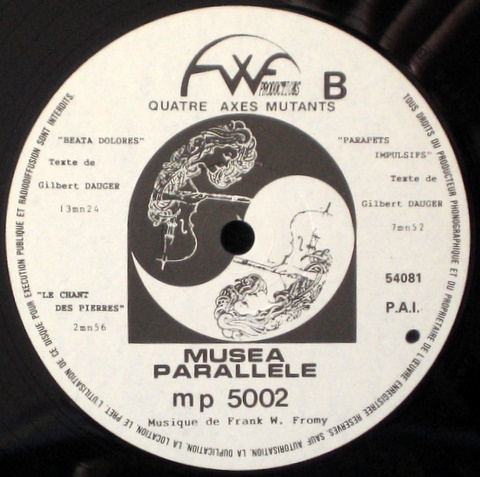 FWF
PRODUCTIONS
B
QUATRE AXES MUTANTS
"BEATA DOLORES"
Texte de
Gilbert DAUGER
13mn24
"PARAPETS
IMPULSIFS"
Texte de
Gilbert DAUGER
7mn52
"LE CHANT
DES PIERRES"
2mn56
54081
P.A.I.
MUSEA
PARALLELE
mp 5002
Musique de Frank W. Fromy
TOUS DROITS DU PRODUCTEUR PHONOGRAPHIQUE ET DU PROPRIETAIRE DE L'ŒUVRE ENREGISTREE RESERVES. SAUF AUTORISATION, LA DUPLICATION, LA LOCATION, LE PRET, L'UTILISATION DE CE DISQUE POUR EXECUTION PUBLIQUE ET RADIODIFFUSION SONT INTERDITS.